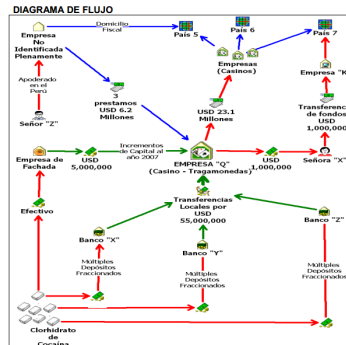 DIAGRAMA DE FLUJO
Empresa
No
Identificada
Plenamente
Domicilio
Fiscal
País 5
País 6
País 7
Empresas
(Casinos)
Empresa "K"
Apoderado
en el
Perú
3
prestamos
USD 6.2
Millones
USD 23.1
Millones
Transferencia
de fondos
USD
1,000,000
Señor "Z"
Empresa de
Fachada
USD
5,000,000
Incrementos
de Capital al
año 2007
EMPRESA "Q"
(Casino - Tragamonedas)
USD
1,000,000
Señora "X"
Efectivo
Transferencias
Locales por
USD
55,000,000
Banco "X"
Banco "Y"
Banco "Z"
Múltiples
Depósitos
Fraccionados
Múltiples
Depósitos
Fraccionados
Múltiples
Depósitos
Fraccionados
Clorhidrato
de
Cocaína